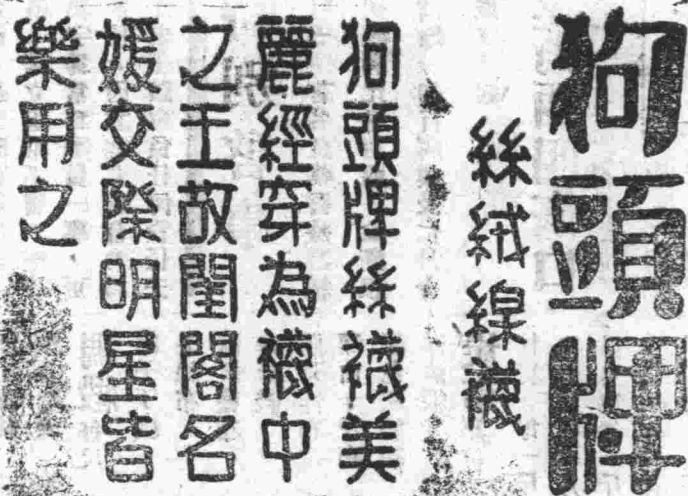 狗頭牌
絲絨線襪
狗頭牌絲襪美
麗經穿為襪中
之王故閨閣名
媛交際明星皆
樂用之